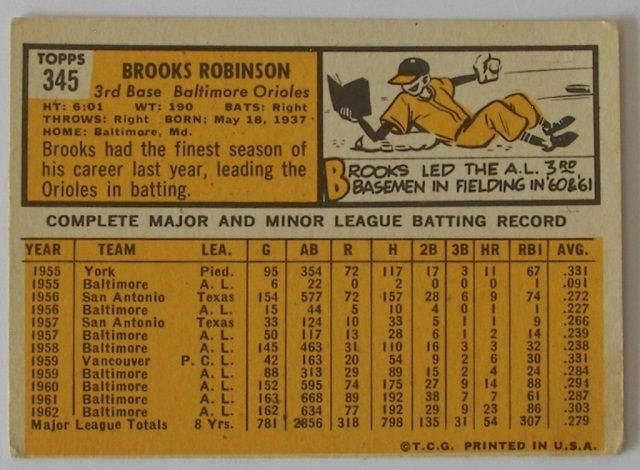 TOPPS
345
BROOKS ROBINSON
3rd Base Baltimore Orioles
HT: 6:01 WT: 190 BATS: Right
THROWS: Right BORN: May 18, 1937
HOME: Baltimore, Md.
Brooks had the finest season of
his career last year, leading the
Orioles in batting.
BROOKS LED THE A.L. 3RD
BASEMEN IN FIELDING IN '60 & '61
COMPLETE MAJOR AND MINOR LEAGUE BATTING RECORD
YEAR TEAM LEA. G AB R H 2B 3B HR RBI AVG.
1955 York Pied. 95 354 72 117 17 3 11 67 .331
1955 Baltimore A. L. 6 22 0 2 0 0 0 1 .091
1956 San Antonio Texas 154 577 72 157 28 6 9 74 .272
1956 Baltimore A. L. 15 44 5 10 4 0 1 1 .227
1957 San Antonio Texas 33 124 10 33 5 1 1 9 .266
1957 Baltimore A. L. 50 117 13 28 6 1 2 14 .239
1958 Baltimore A. L. 145 463 31 110 16 3 3 32 .238
1959 Vancouver P. C. 42 163 20 54 9 2 6 30 .331
1959 Baltimore A. L. 88 313 29 89 15 2 4 24 .284
1960 Baltimore A. L. 152 595 74 175 27 9 14 88 .294
1961 Baltimore A. L. 163 668 89 192 38 7 7 61 .287
1962 Baltimore A. L. 162 634 77 192 29 9 23 86 .303
Major League Totals 8 Yrs. 781 2856 318 798 135 31 54 307 .279
©T.C.G. PRINTED IN U.S.A.